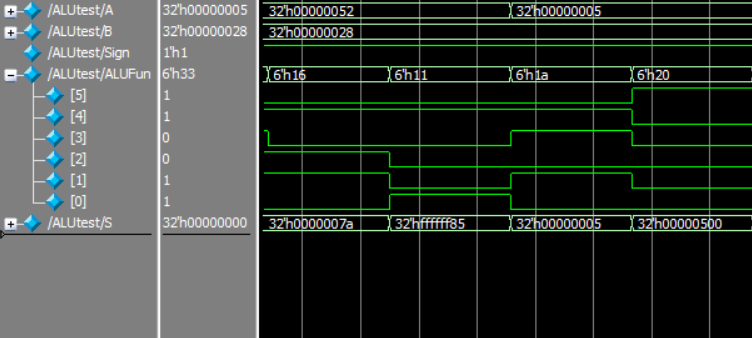 /ALUtest/A 32'h00000005 32'h00000052 32'h00000005
/ALUtest/B 32'h00000028 32'h00000028
/ALUtest/Sign 1'h1
/ALUtest/ALUFun 6'h33 6'h16 6'h11 6'h1a 6'h20
[5] 1
[4] 1
[3] 0
[2] 0
[1] 1
[0] 1
/ALUtest/S 32'h00000000 32'h0000007a 32'hffffff85 32'h00000005 32'h00000500